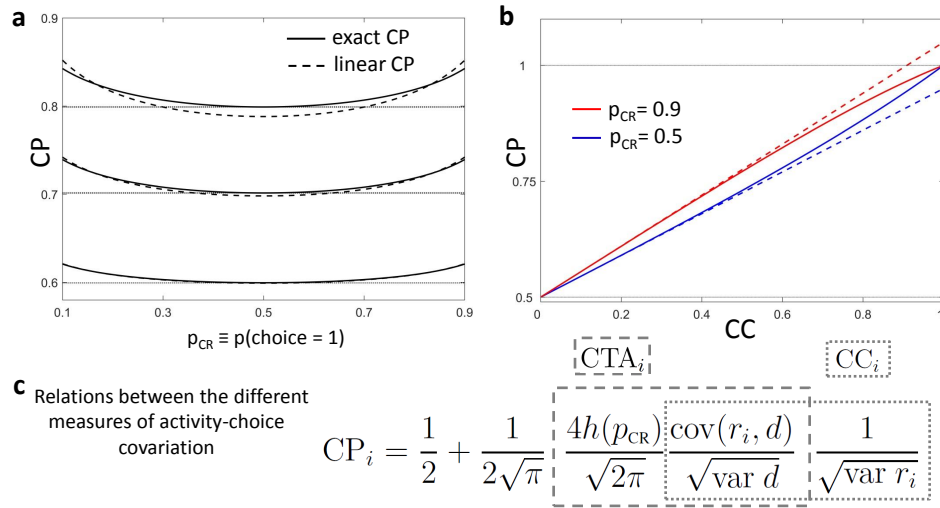 a
0.9
0.8
0.7
0.6
CP
exact CP
linear CP
0.1 0.3 0.5 0.7 0.9
p_CR ≡ p(choice = 1)
b
1
0.75
0.5
CP
p_CR= 0.9
p_CR= 0.5
0 0.2 0.4 0.6 0.8 1
CC
c
Relations between the different
measures of activity-choice
covariation
CTA_i CC_i
CP_i = 1/2 + 1/(2√π) 4h(p_CR)/√(2π) cov(r_i, d)/√(var d) 1/√(var r_i)